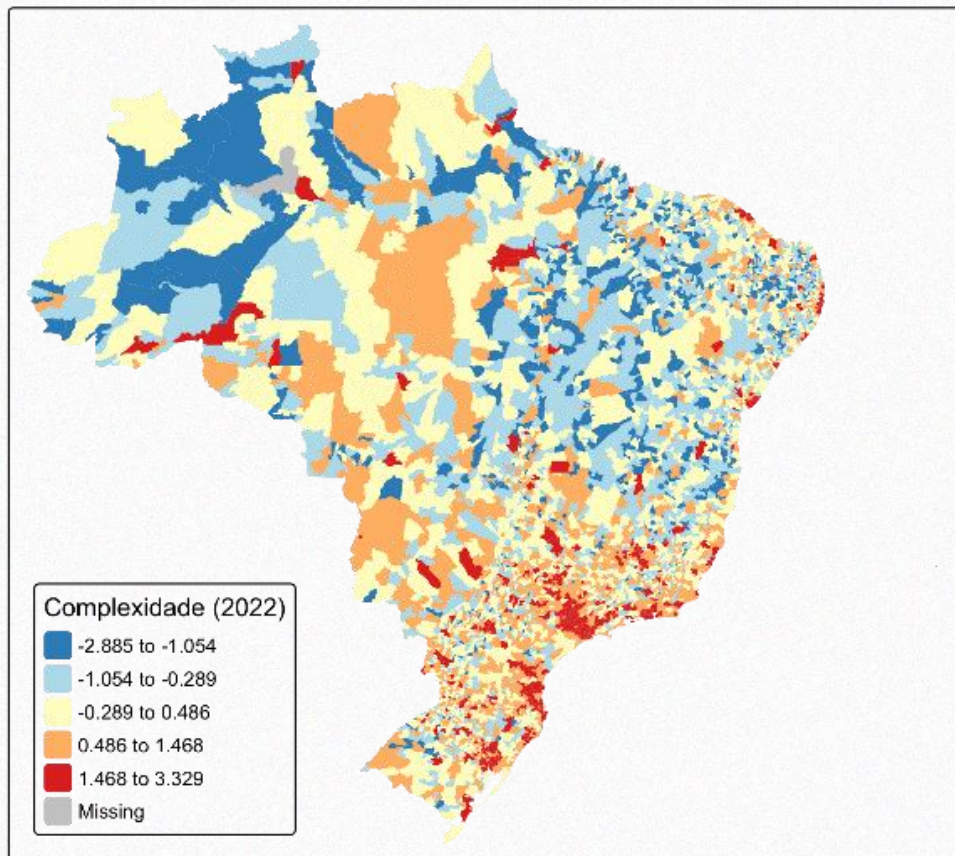 Complexidade (2022)
-2.885 to -1.054
-1.054 to -0.289
-0.289 to 0.486
0.486 to 1.468
1.468 to 3.329
Missing